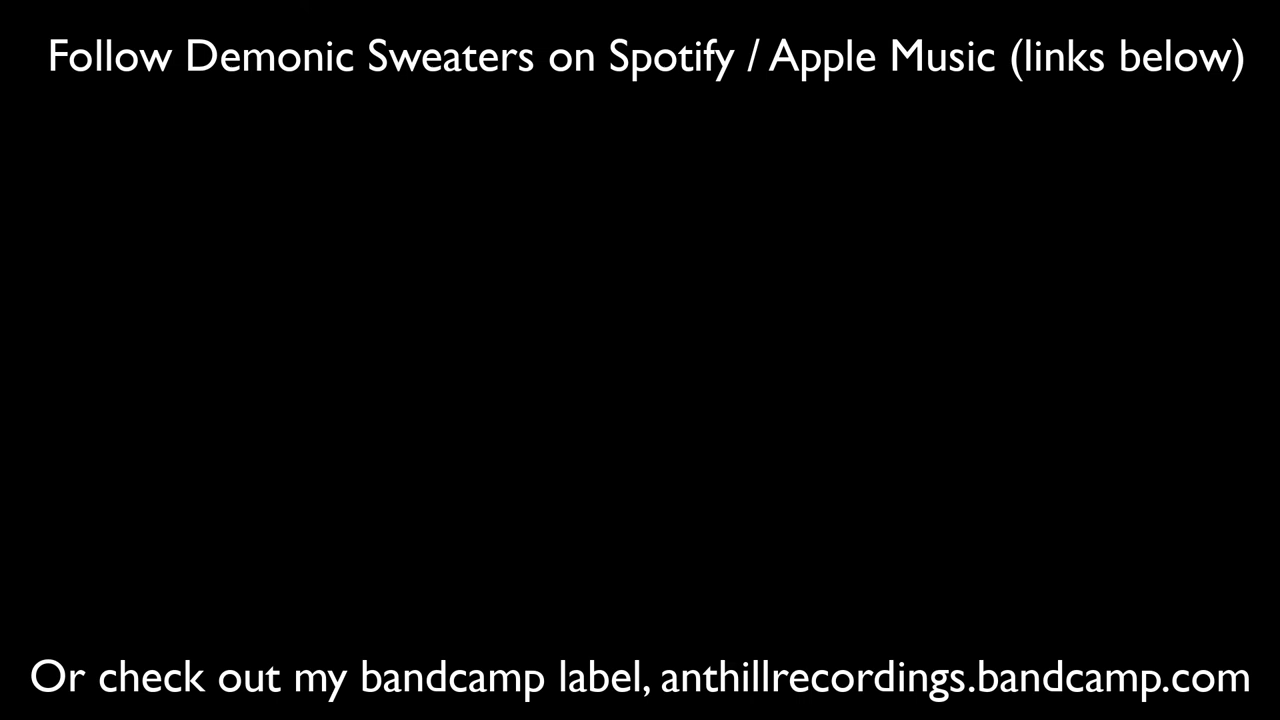 Follow Demonic Sweaters on Spotify / Apple Music (links below)
Or check out my bandcamp label, anthillrecordings.bandcamp.com